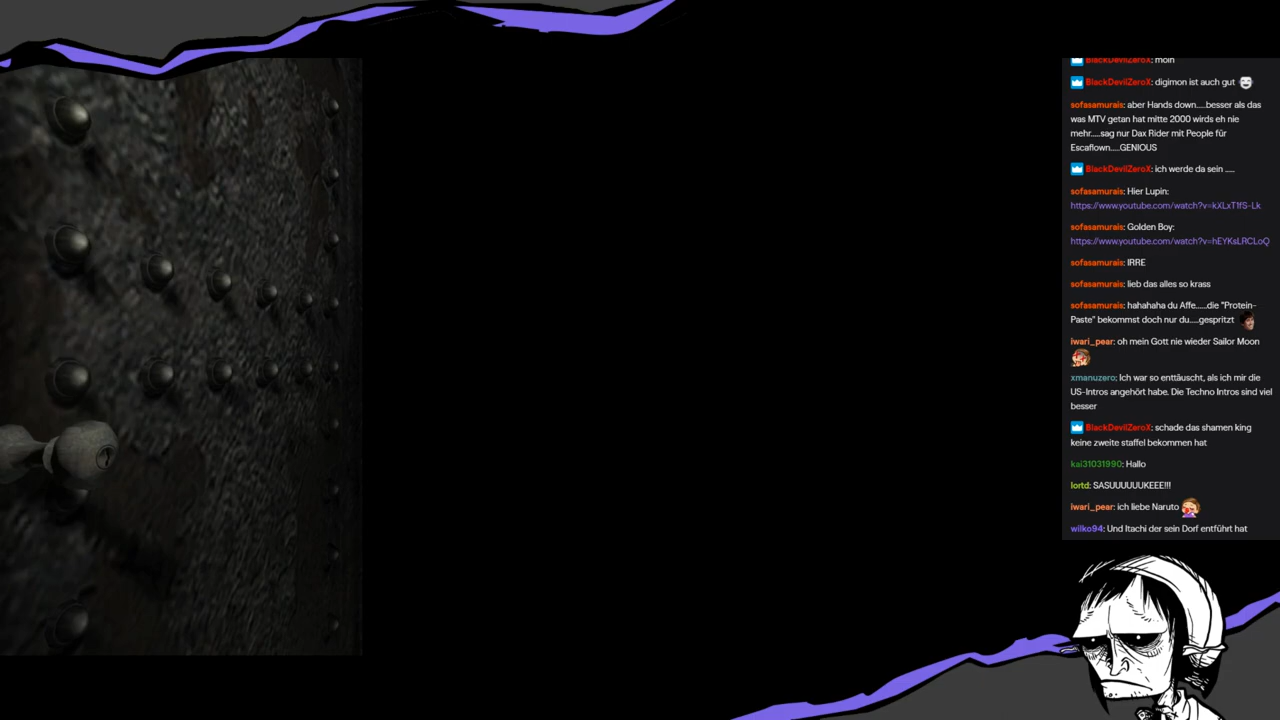 BlackDevilZeroX: moin
BlackDevilZeroX: digimon ist auch gut
sofasamurais: aber Hands down.....besser als das
was MTV getan hat mitte 2000 wirds eh nie
mehr.....sag nur Dax Rider mit People für
Escaflown.....GENIOUS
BlackDevilZeroX: ich werde da sein .....
sofasamurais: Hier Lupin:
https://www.youtube.com/watch?v=kXLxT1fS-Lk
sofasamurais: Golden Boy:
https://www.youtube.com/watch?v=hEYKsLRCLoQ
sofasamurais: IRRE
sofasamurais: lieb das alles so krass
sofasamurais: hahahaha du Affe......die "Protein-
Paste" bekommst doch nur du.....gespritzt
iwari_pear: oh mein Gott nie wieder Sailor Moon
xmanuzero: Ich war so enttäuscht, als ich mir die
US-Intros angehört habe. Die Techno Intros sind viel
besser
BlackDevilZeroX: schade das shamen king
keine zweite staffel bekommen hat
kai31031990: Hallo
lortd: SASUUUUUUKEEE!!!
iwari_pear: ich liebe Naruto
wilko94: Und Itachi der sein Dorf entführt hat